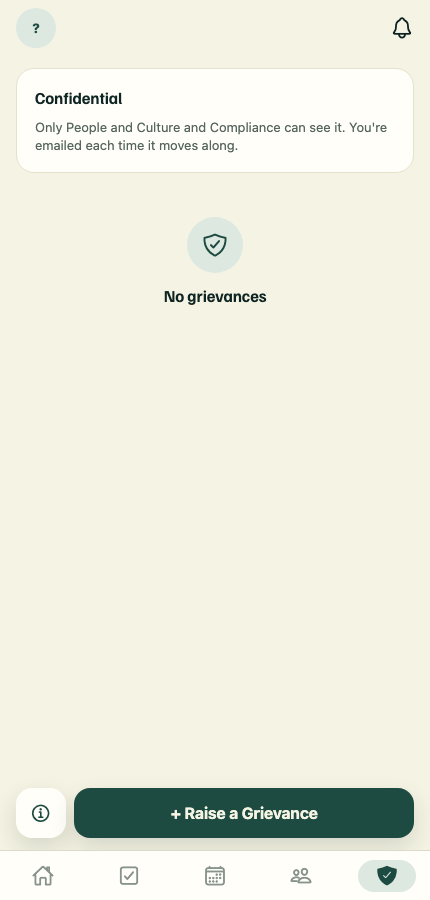 ?
Confidential
Only People and Culture and Compliance can see it. You're
emailed each time it moves along.
No grievances
+ Raise a Grievance